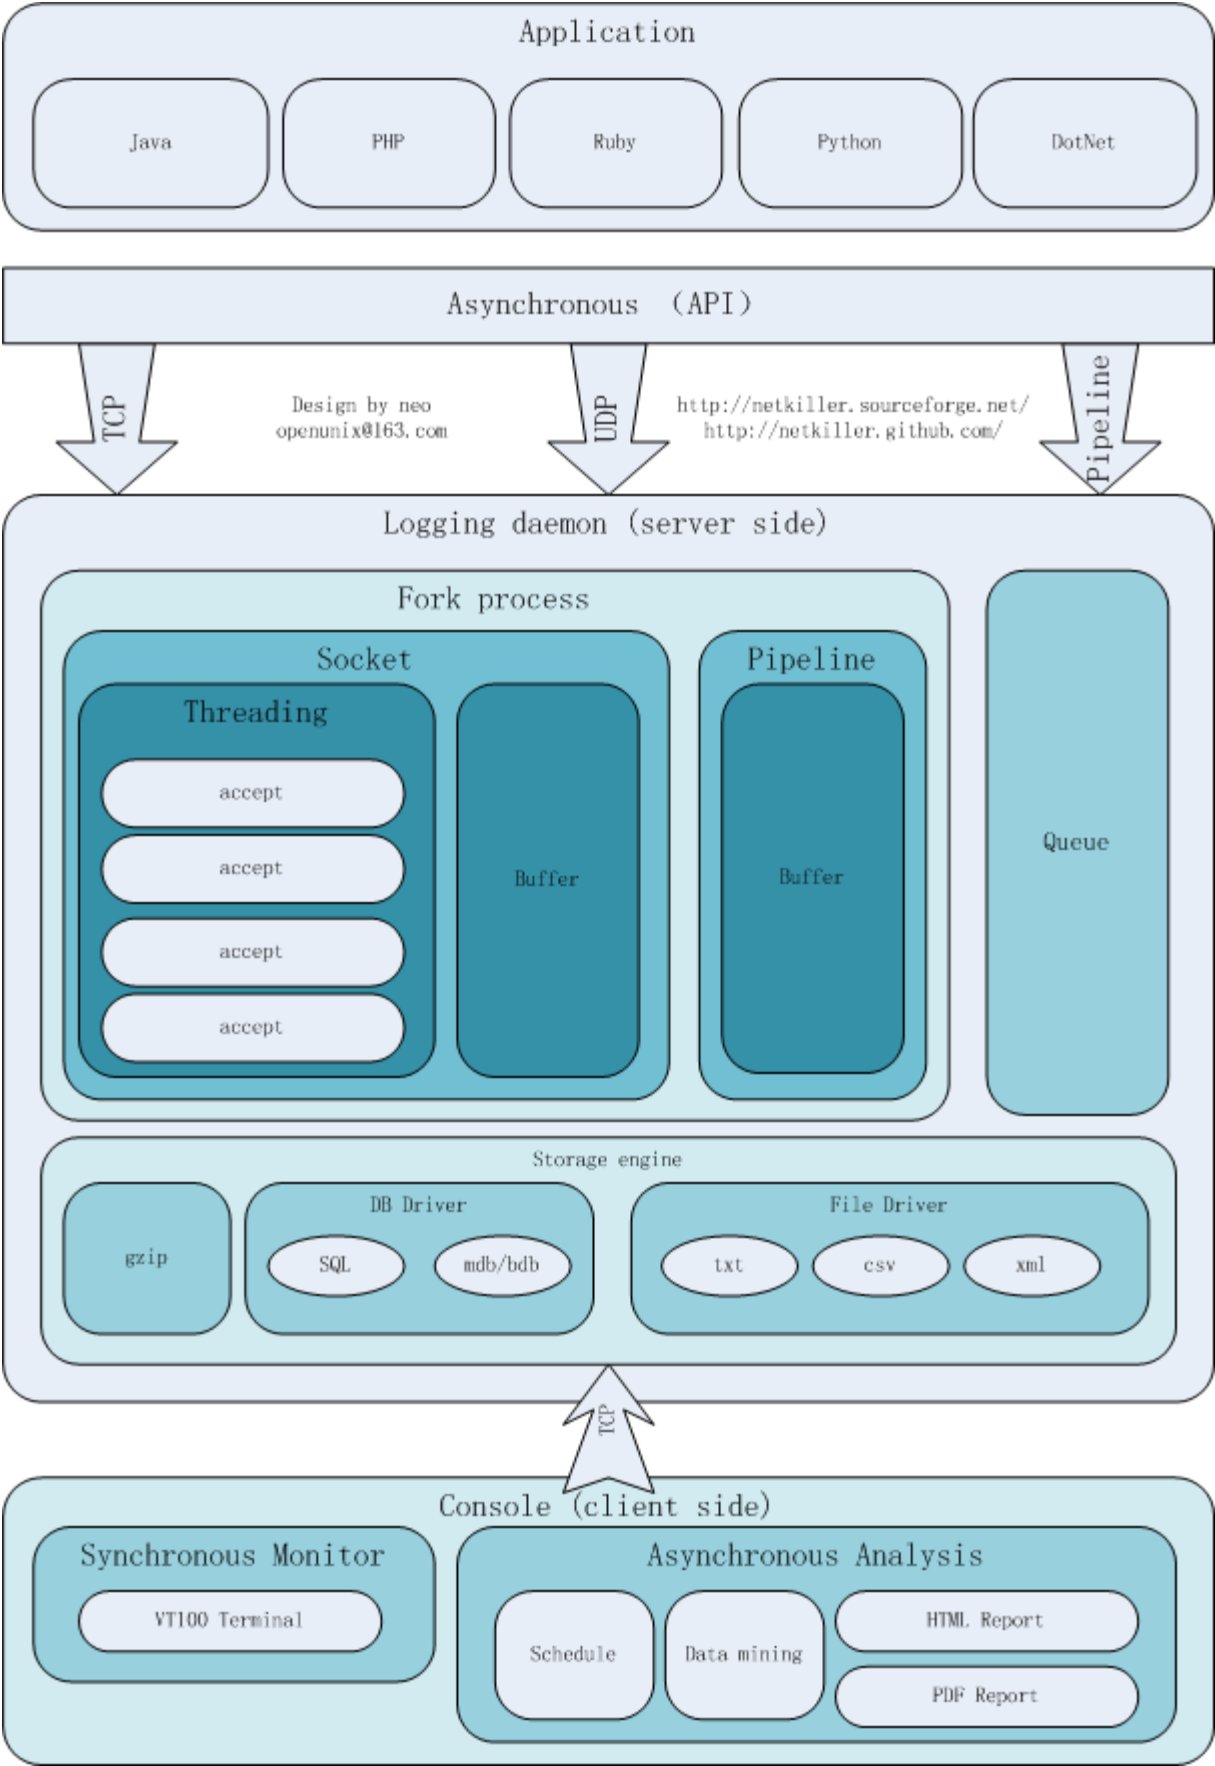 Application
Java
PHP
Ruby
Python
DotNet
Asynchronous （API）
TCP
Design by neo
openunix@163.com
UDP
http://netkiller.sourceforge.net/
http://netkiller.github.com/
Pipeline
Logging daemon (server side)
Fork process
Socket
Threading
accept
accept
accept
accept
Buffer
Pipeline
Buffer
Queue
Storage engine
gzip
DB Driver
SQL
mdb/bdb
File Driver
txt
csv
xml
TCP
Console (client side)
Synchronous Monitor
VT100 Terminal
Asynchronous Analysis
Schedule
Data mining
HTML Report
PDF Report